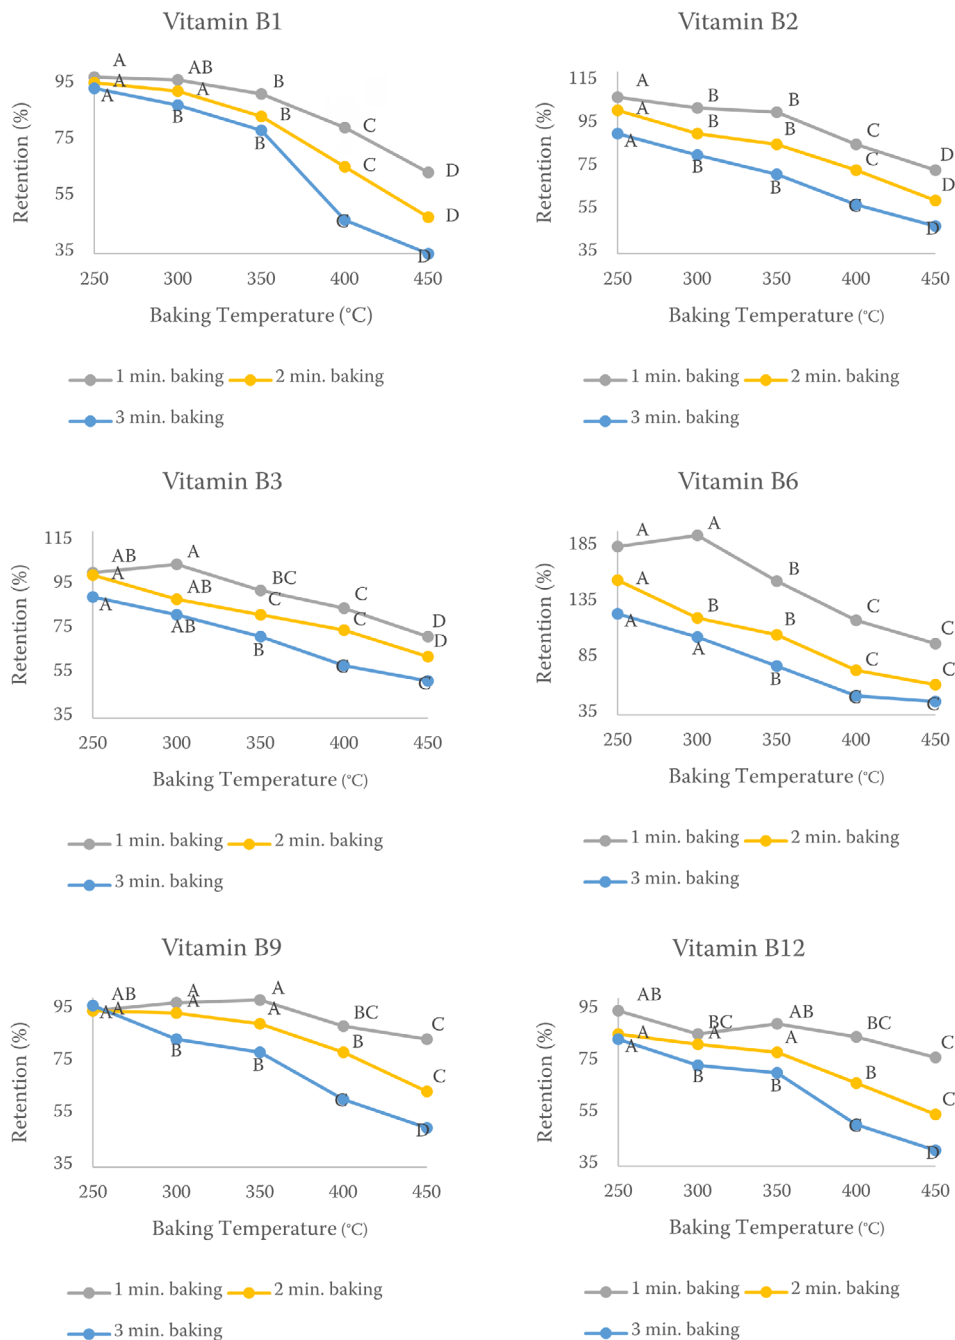 Vitamin B1
Vitamin B2
95
75
55
35
Retention (%)
A
AB
B
C
D
A
A
B
C
D
A
B
B
C
D
250 300 350 400 450
Baking Temperature (°C)
1 min. baking 2 min. baking
3 min. baking
115
95
75
55
35
Retention (%)
A
B
B
C
D
A
B
B
C
D
A
B
B
C
D
250 300 350 400 450
Baking Temperature (°C)
1 min. baking 2 min. baking
3 min. baking
Vitamin B3
Vitamin B6
115
95
75
55
35
Retention (%)
AB
A
BC
C
D
A
AB
C
C
D
A
AB
B
C
C
250 300 350 400 450
Baking Temperature (°C)
1 min. baking 2 min. baking
3 min. baking
185
135
85
35
Retention (%)
A
A
B
C
C
A
B
B
C
C
A
A
B
C
C
250 300 350 400 450
Baking Temperature (°C)
1 min. baking 2 min. baking
3 min. baking
Vitamin B9
Vitamin B12
95
75
55
35
Retention (%)
AB
A
A
BC
C
A
A
A
B
C
A
B
B
C
D
250 300 350 400 450
Baking Temperature (°C)
1 min. baking 2 min. baking
3 min. baking
95
75
55
35
Retention (%)
AB
BC
AB
BC
C
A
A
A
B
C
A
B
B
C
D
250 300 350 400 450
Baking Temperature (°C)
1 min. baking 2 min. baking
3 min. baking